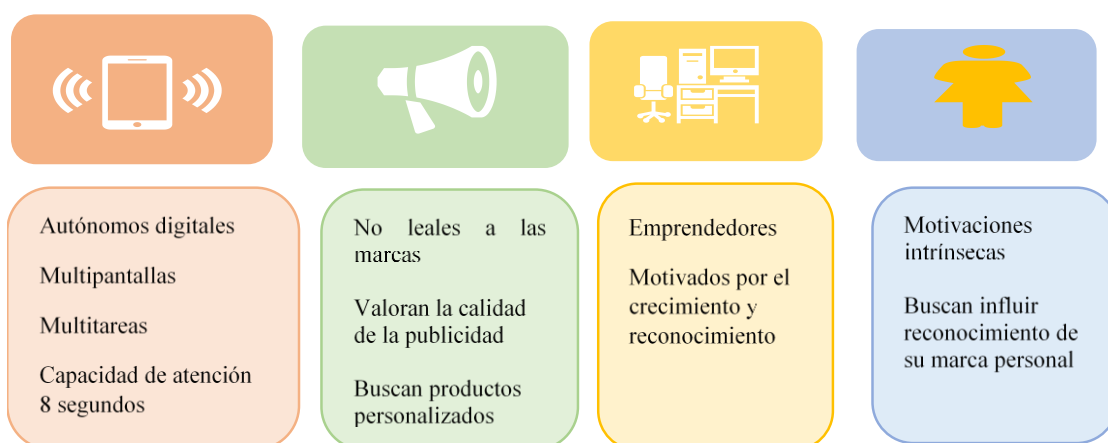 Autónomos digitales
Multipantallas
Multitareas
Capacidad de atención
8 segundos
No leales a las
marcas
Valoran la calidad
de la publicidad
Buscan productos
personalizados
Emprendedores
Motivados por el
crecimiento y
reconocimiento
Motivaciones
intrínsecas
Buscan influir
reconocimiento de
su marca personal